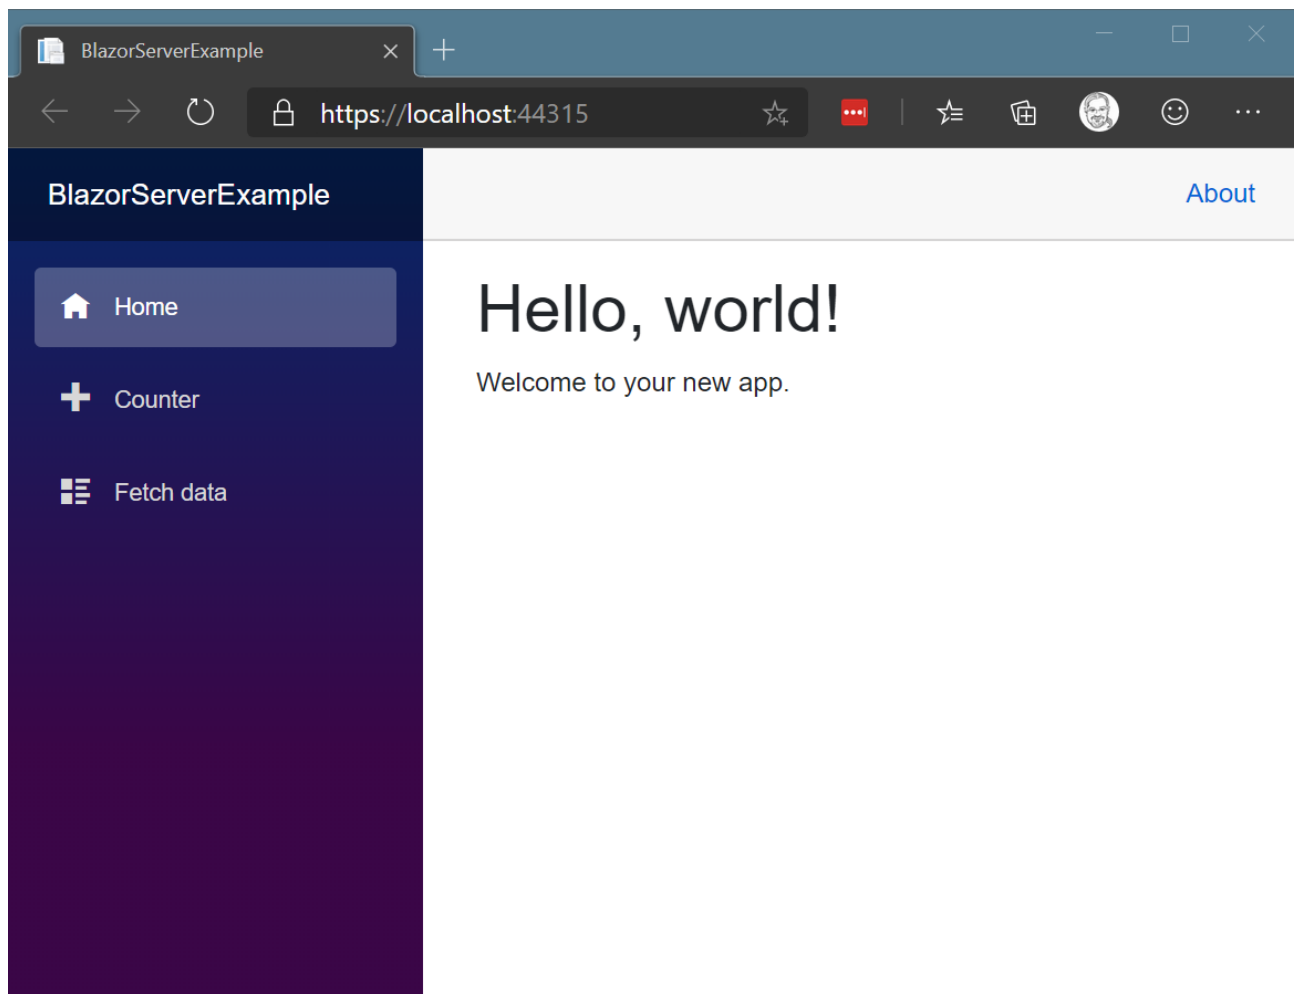 BlazorServerExample
https://localhost:44315
BlazorServerExample
About
Home
Counter
Fetch data
Hello, world!
Welcome to your new app.